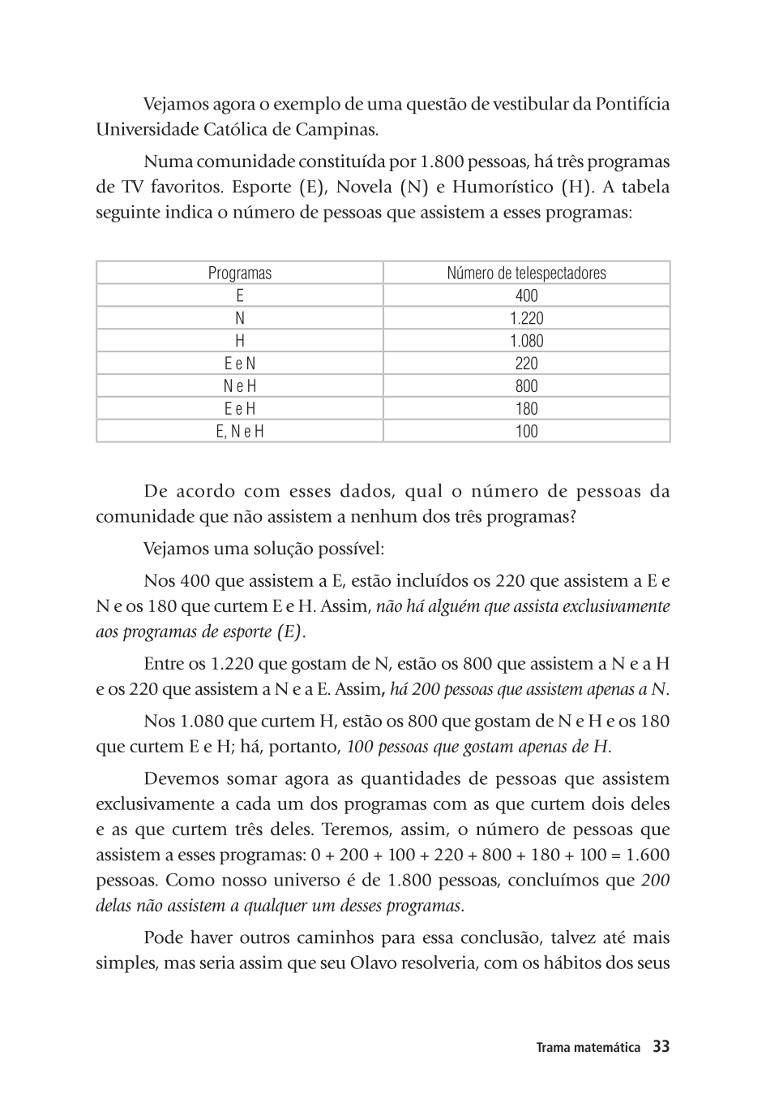 Vejamos agora o exemplo de uma questão de vestibular da Pontifícia
Universidade Católica de Campinas.
Numa comunidade constituída por 1.800 pessoas, há três programas
de TV favoritos. Esporte (E), Novela (N) e Humorístico (H). A tabela
seguinte indica o número de pessoas que assistem a esses programas:
Programas Número de telespectadores
E 400
N 1.220
H 1.080
E e N 220
N e H 800
E e H 180
E, N e H 100
De acordo com esses dados, qual o número de pessoas da
comunidade que não assistem a nenhum dos três programas?
Vejamos uma solução possível:
Nos 400 que assistem a E, estão incluídos os 220 que assistem a E e
N e os 180 que curtem E e H. Assim, não há alguém que assista exclusivamente
aos programas de esporte (E).
Entre os 1.220 que gostam de N, estão os 800 que assistem a N e a H
e os 220 que assistem a N e a E. Assim, há 200 pessoas que assistem apenas a N.
Nos 1.080 que curtem H, estão os 800 que gostam de N e H e os 180
que curtem E e H; há, portanto, 100 pessoas que gostam apenas de H.
Devemos somar agora as quantidades de pessoas que assistem
exclusivamente a cada um dos programas com as que curtem dois deles
e as que curtem três deles. Teremos, assim, o número de pessoas que
assistem a esses programas: 0 + 200 + 100 + 220 + 800 + 180 + 100 = 1.600
pessoas. Como nosso universo é de 1.800 pessoas, concluímos que 200
delas não assistem a qualquer um desses programas.
Pode haver outros caminhos para essa conclusão, talvez até mais
simples, mas seria assim que seu Olavo resolveria, com os hábitos dos seus
Trama matemática 33